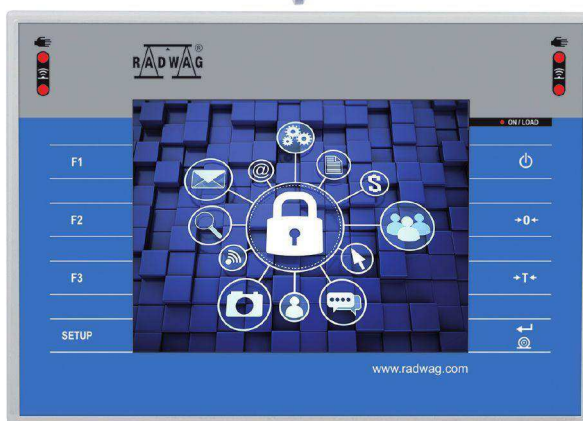 RADWAG®
ON/LOAD
F1
@
S
F2
→0←
F3
→T←
SETUP
www.radwag.com